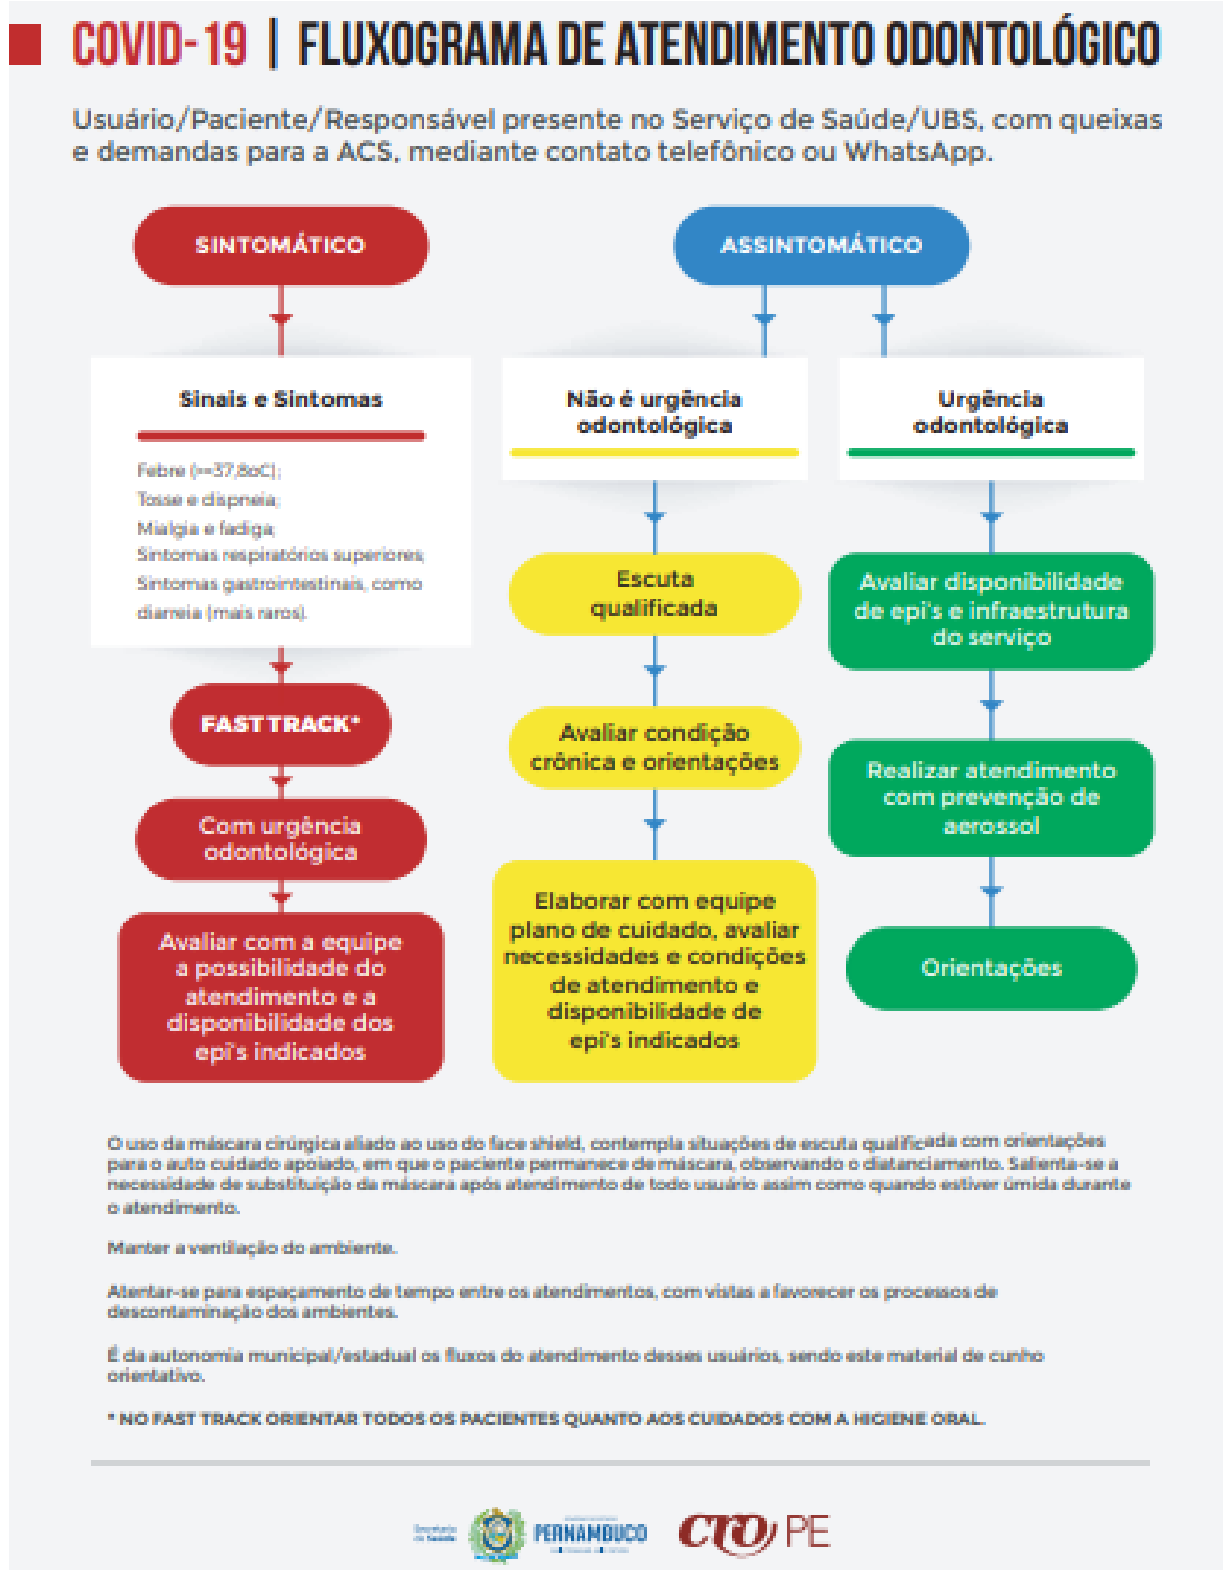 COVID-19 | FLUXOGRAMA DE ATENDIMENTO ODONTOLÓGICO
Usuário/Paciente/Responsável presente no Serviço de Saúde/UBS, com queixas
e demandas para a ACS, mediante contato telefônico ou WhatsApp.
SINTOMÁTICO
Sinais e Sintomas
Febre (>=37,8oC);
Tosse e dispneia;
Mialgia e fadiga;
Sintomas respiratórios superiores;
Sintomas gastrointestinais, como
diarreia (mais raros).
FAST TRACK*
Com urgência
odontológica
Avaliar com a equipe
a possibilidade do
atendimento e a
disponibilidade dos
epi's indicados
ASSINTOMÁTICO
Não é urgência
odontológica
Escuta
qualificada
Avaliar condição
crônica e orientações
Elaborar com equipe
plano de cuidado, avaliar
necessidades e condições
de atendimento e
disponibilidade de
epi's indicados
Urgência
odontológica
Avaliar disponibilidade
de epi's e infraestrutura
do serviço
Realizar atendimento
com prevenção de
aerossol
Orientações
O uso da máscara cirúrgica aliado ao uso do face shield, contempla situações de escuta qualificada com orientações
para o auto cuidado apoiado, em que o paciente permanece de máscara, observando o distanciamento. Salienta-se a
necessidade de substituição da máscara após atendimento de todo usuário assim como quando estiver úmida durante
o atendimento.
Manter a ventilação do ambiente.
Atentar-se para espaçamento de tempo entre os atendimentos, com vistas a favorecer os processos de
descontaminação dos ambientes.
É da autonomia municipal/estadual os fluxos do atendimento desses usuários, sendo este material de cunho
orientativo.
* NO FAST TRACK ORIENTAR TODOS OS PACIENTES QUANTO AOS CUIDADOS COM A HIGIENE ORAL.
Secretaria
de Saúde
PERNAMBUCO
CRO PE